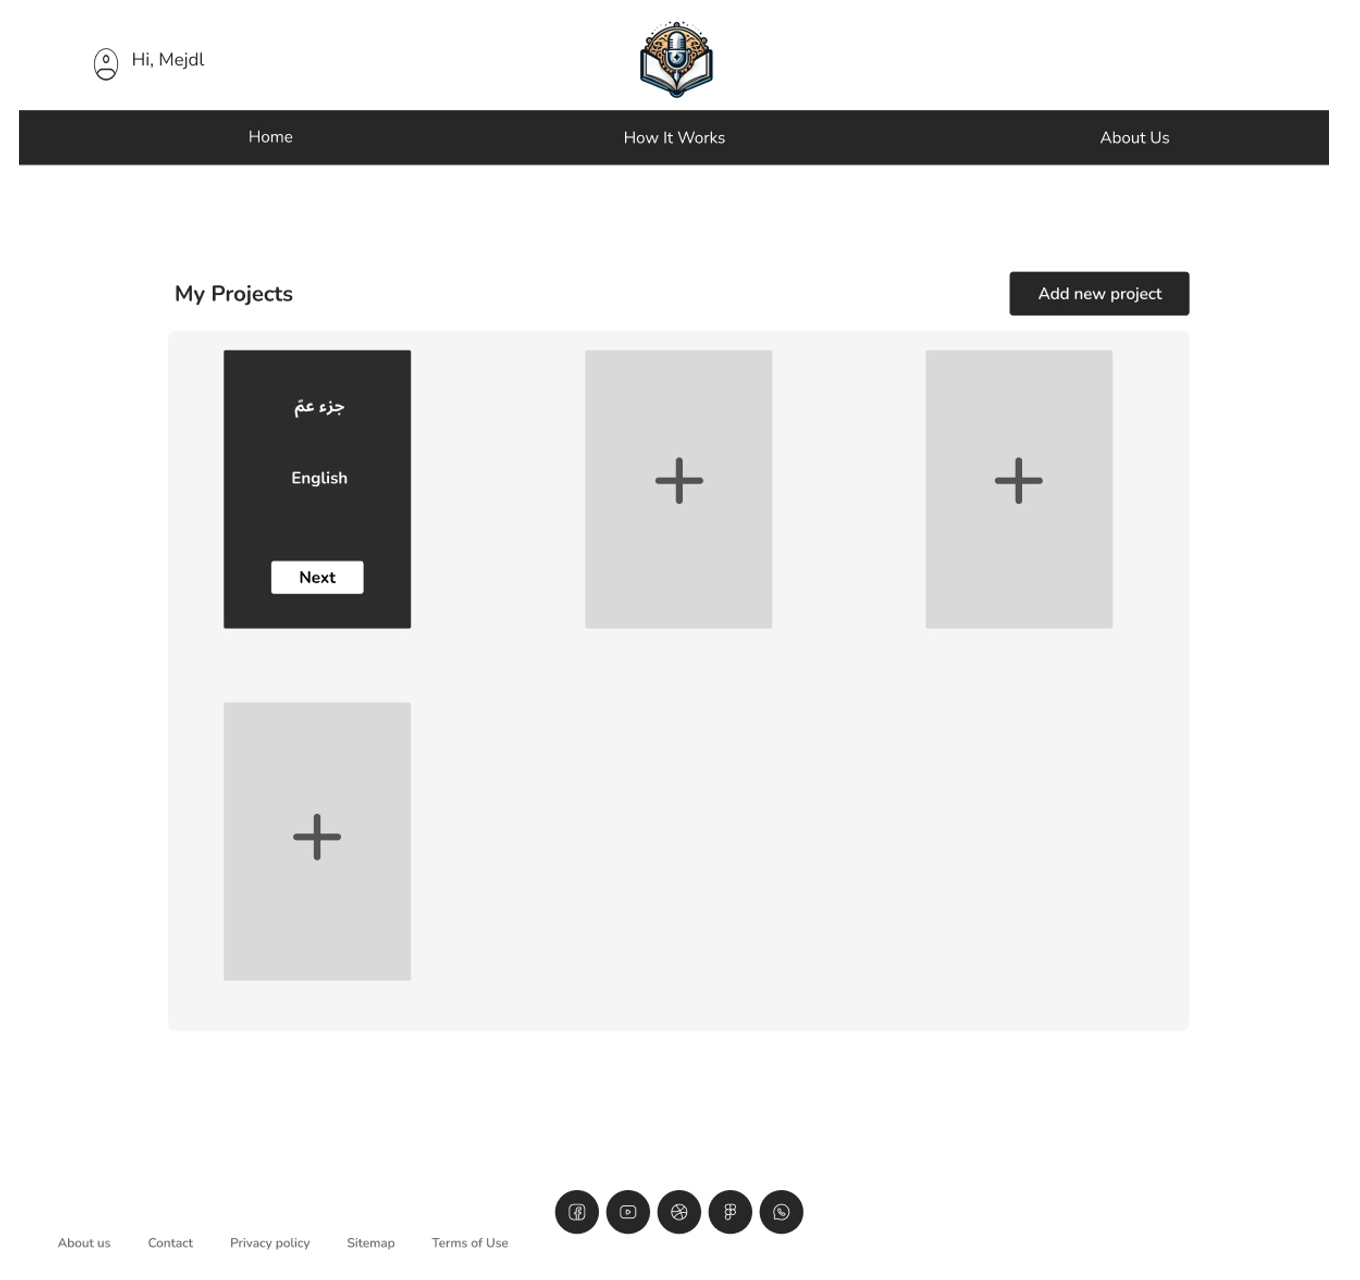 Hi, Mejdl
Home
How It Works
About Us
My Projects
Add new project
جزء عمّ
English
Next
About us
Contact
Privacy policy
Sitemap
Terms of Use